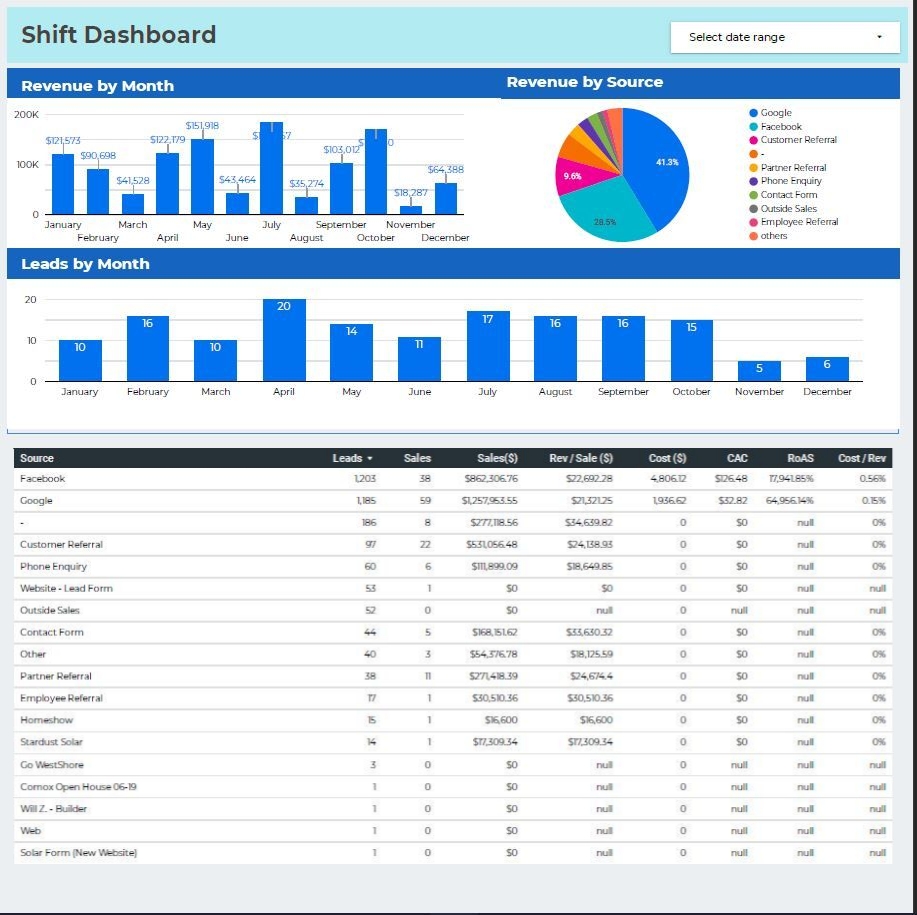 Shift Dashboard
Select date range
Revenue by Month
Revenue by Source
200K
100K
0
$121,573
$90,698
$41,528
$122,179
$151,918
$43,464
$35,274
$103,012
$18,287
$64,388
January
February
March
April
May
June
July
August
September
October
November
December
41.3%
28.5%
9.6%
Google
Facebook
Customer Referral
-
Partner Referral
Phone Enquiry
Contact Form
Outside Sales
Employee Referral
others
Leads by Month
20
10
0
10
16
10
20
14
11
17
16
16
15
5
6
January February March April May June July August September October November December
Source Leads Sales Sales($) Rev / Sale ($) Cost ($) CAC RoAS Cost / Rev
Facebook 1,203 38 $862,306.76 $22,692.28 4,806.12 $126.48 17,941.85% 0.56%
Google 1,185 59 $1,257,953.55 $21,321.25 1,936.62 $32.82 64,956.14% 0.15%
- 186 8 $277,118.56 $34,639.82 0 $0 null 0%
Customer Referral 97 22 $531,056.48 $24,138.93 0 $0 null 0%
Phone Enquiry 60 6 $111,899.09 $18,649.85 0 $0 null 0%
Website - Lead Form 53 1 $0 $0 0 $0 null null
Outside Sales 52 0 $0 null 0 null null null
Contact Form 44 5 $168,151.62 $33,630.32 0 $0 null 0%
Other 40 3 $54,376.78 $18,125.59 0 $0 null 0%
Partner Referral 38 11 $271,418.39 $24,674.4 0 $0 null 0%
Employee Referral 17 1 $30,510.36 $30,510.36 0 $0 null 0%
Homeshow 15 1 $16,600 $16,600 0 $0 null 0%
Stardust Solar 14 1 $17,309.34 $17,309.34 0 $0 null 0%
Go WestShore 3 0 $0 null 0 null null null
Comox Open House 06-19 1 0 $0 null 0 null null null
Will Z. - Builder 1 0 $0 null 0 null null null
Web 1 0 $0 null 0 null null null
Solar Form (New Website) 1 0 $0 null 0 null null null